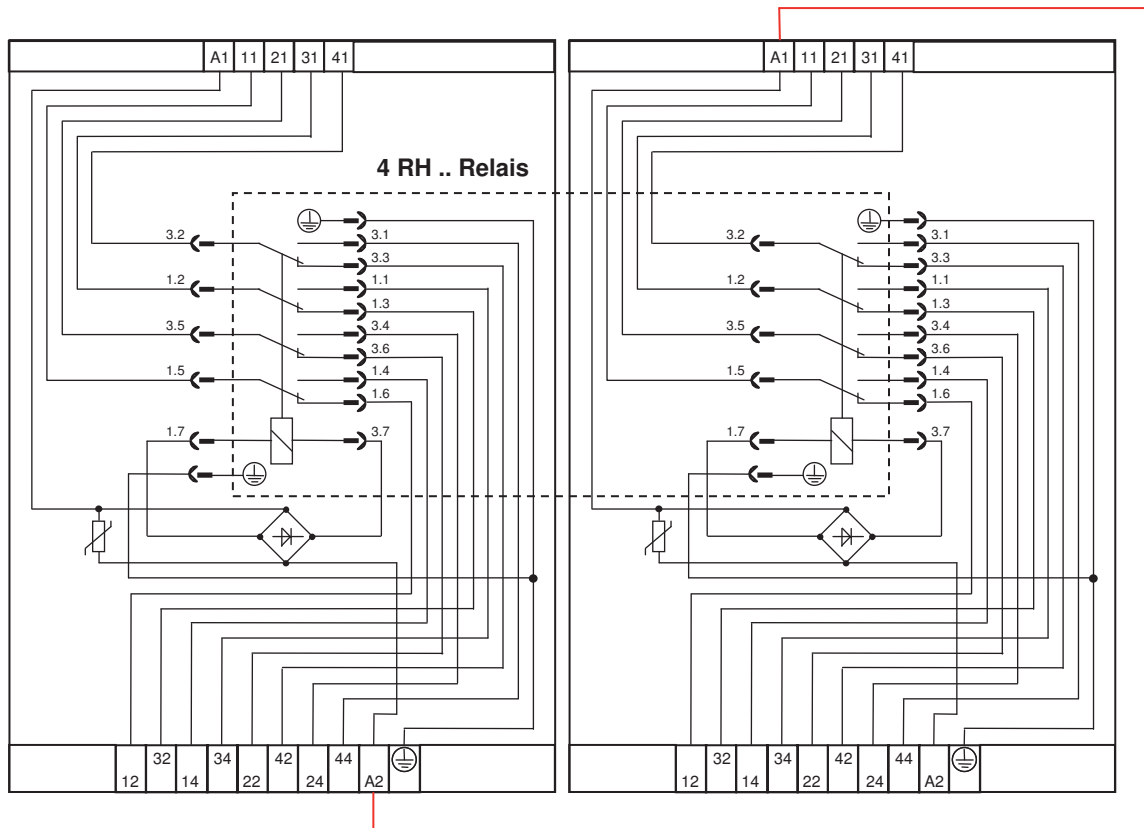 A1 11 21 31 41 A1 11 21 31 41
4 RH .. Relais
3.2 3.1 3.2 3.1
3.3 3.3
1.2 1.1 1.2 1.1
1.3 1.3
3.5 3.4 3.5 3.4
3.6 3.6
1.5 1.4 1.5 1.4
1.6 1.6
1.7 3.7 1.7 3.7
32 34 42 44 32 34 42 44
12 14 22 24 A2 12 14 22 24 A2